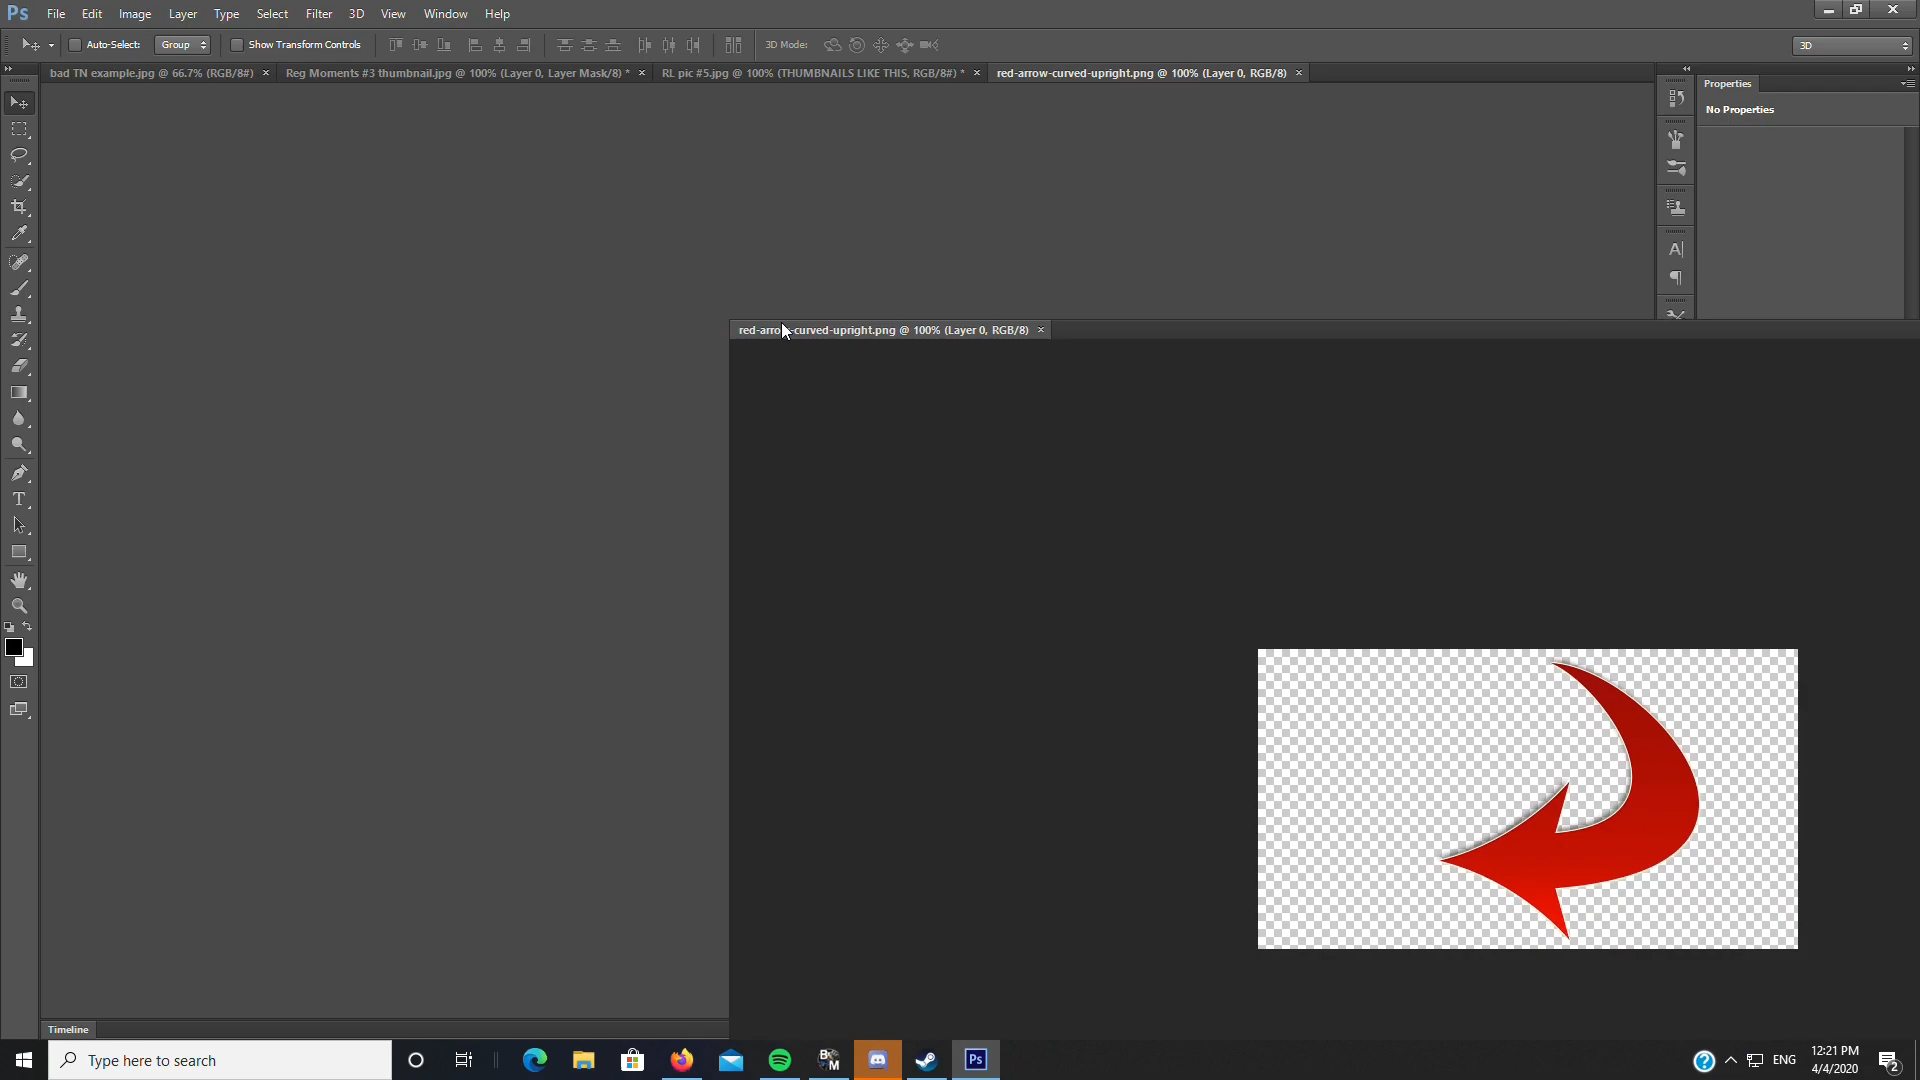 Ps File Edit Image Layer Type Select Filter 3D View Window Help
Auto-Select: Group Show Transform Controls 3D Mode: 3D
bad TN example.jpg @ 66.7% (RGB/8#) × Reg Moments #3 thumbnail.jpg @ 100% (Layer 0, Layer Mask/8) * × RL pic #5.jpg @ 100% (THUMBNAILS LIKE THIS, RGB/8#) * × red-arrow-curved-upright.png @ 100% (Layer 0, RGB/8) ×
Properties
No Properties
red-arrow-curved-upright.png @ 100% (Layer 0, RGB/8) ×
Timeline
Type here to search
B M
Ps
ENG
12:21 PM
4/4/2020
2